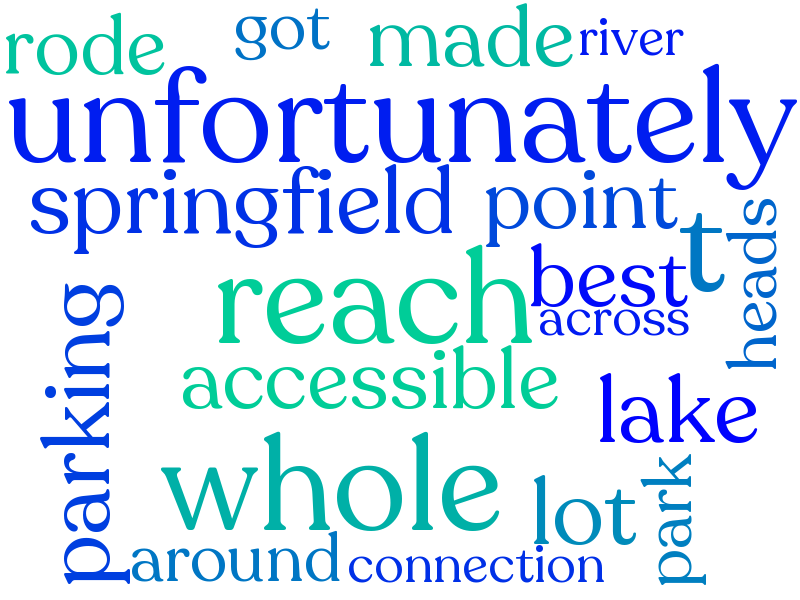 rode got made river
unfortunately
springfield point t
heads
reach best
across
parking
accessible
lake
whole lot park
around connection